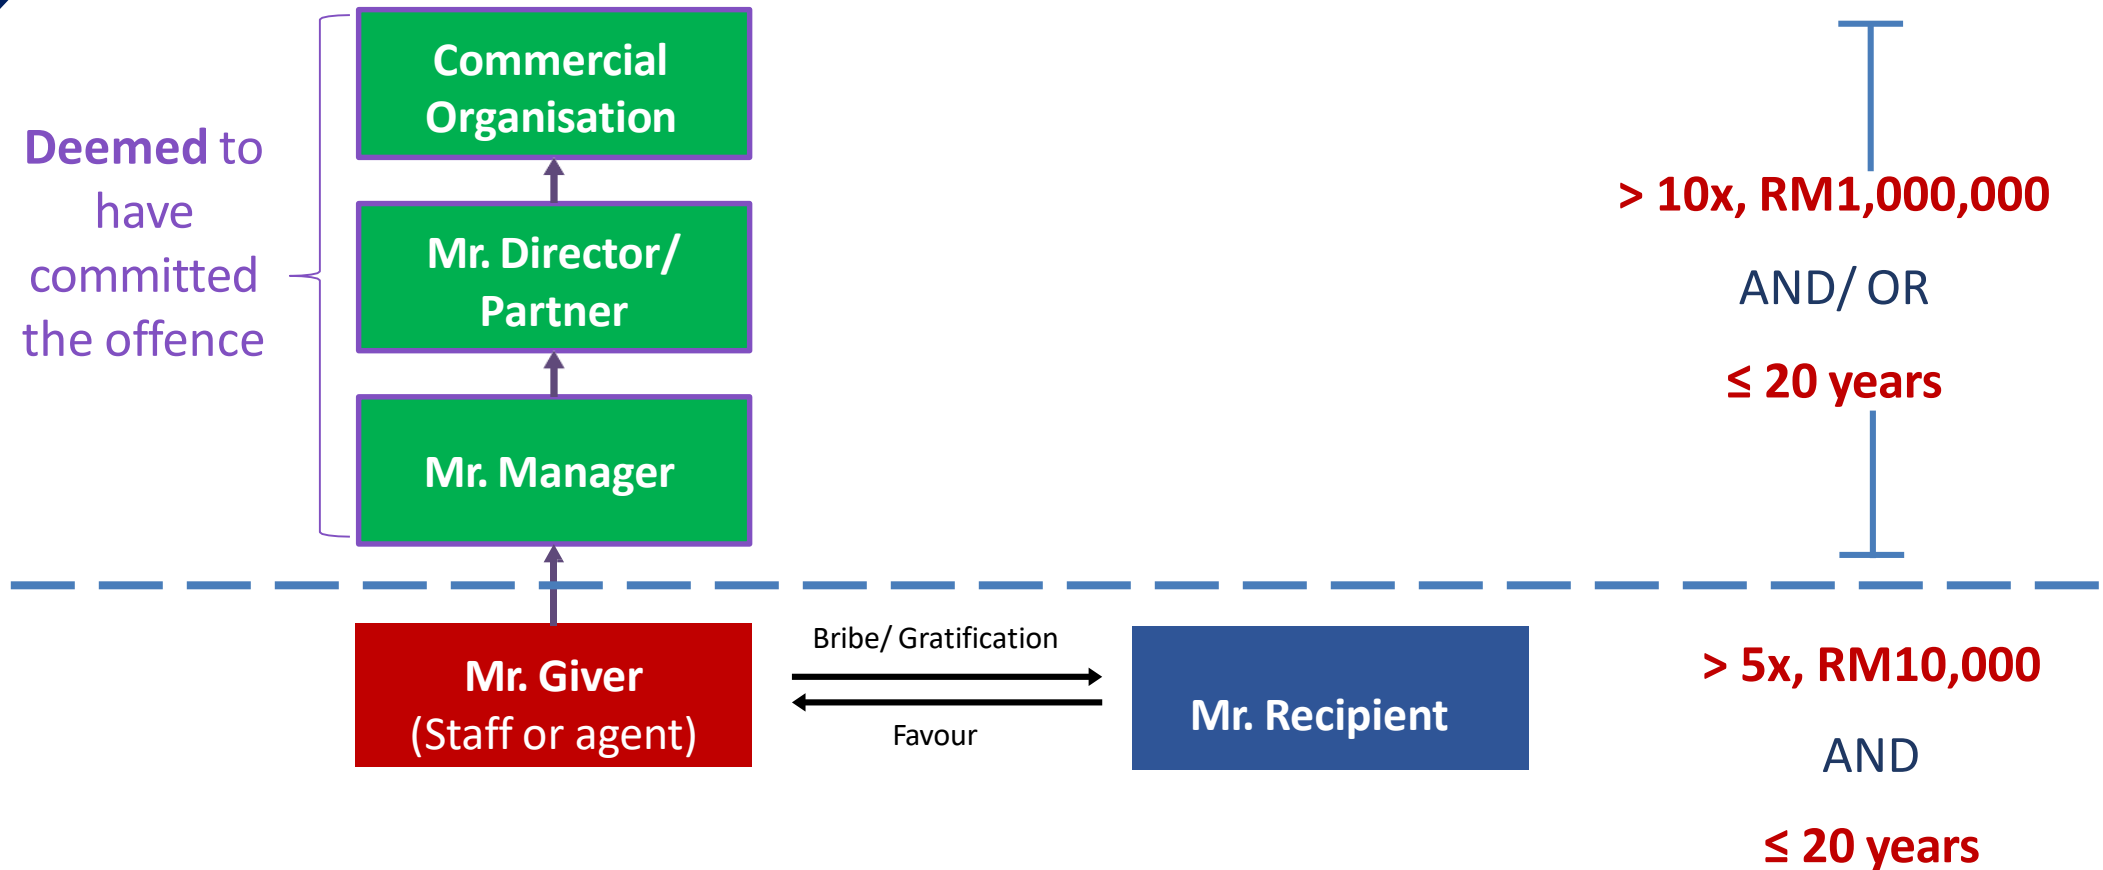 Deemed to
have
committed
the offence
Commercial
Organisation
Mr. Director/
Partner
Mr. Manager
> 10x, RM1,000,000
AND/ OR
≤ 20 years
Mr. Giver
(Staff or agent)
Bribe/ Gratification
Favour
Mr. Recipient
> 5x, RM10,000
AND
≤ 20 years